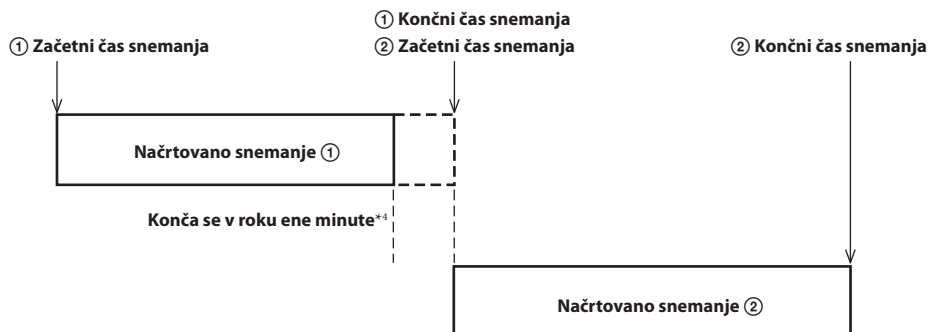 ① Končni čas snemanja
① Začetni čas snemanja ② Začetni čas snemanja ② Končni čas snemanja
Načrtovano snemanje ①
Konča se v roku ene minute*4
Načrtovano snemanje ②